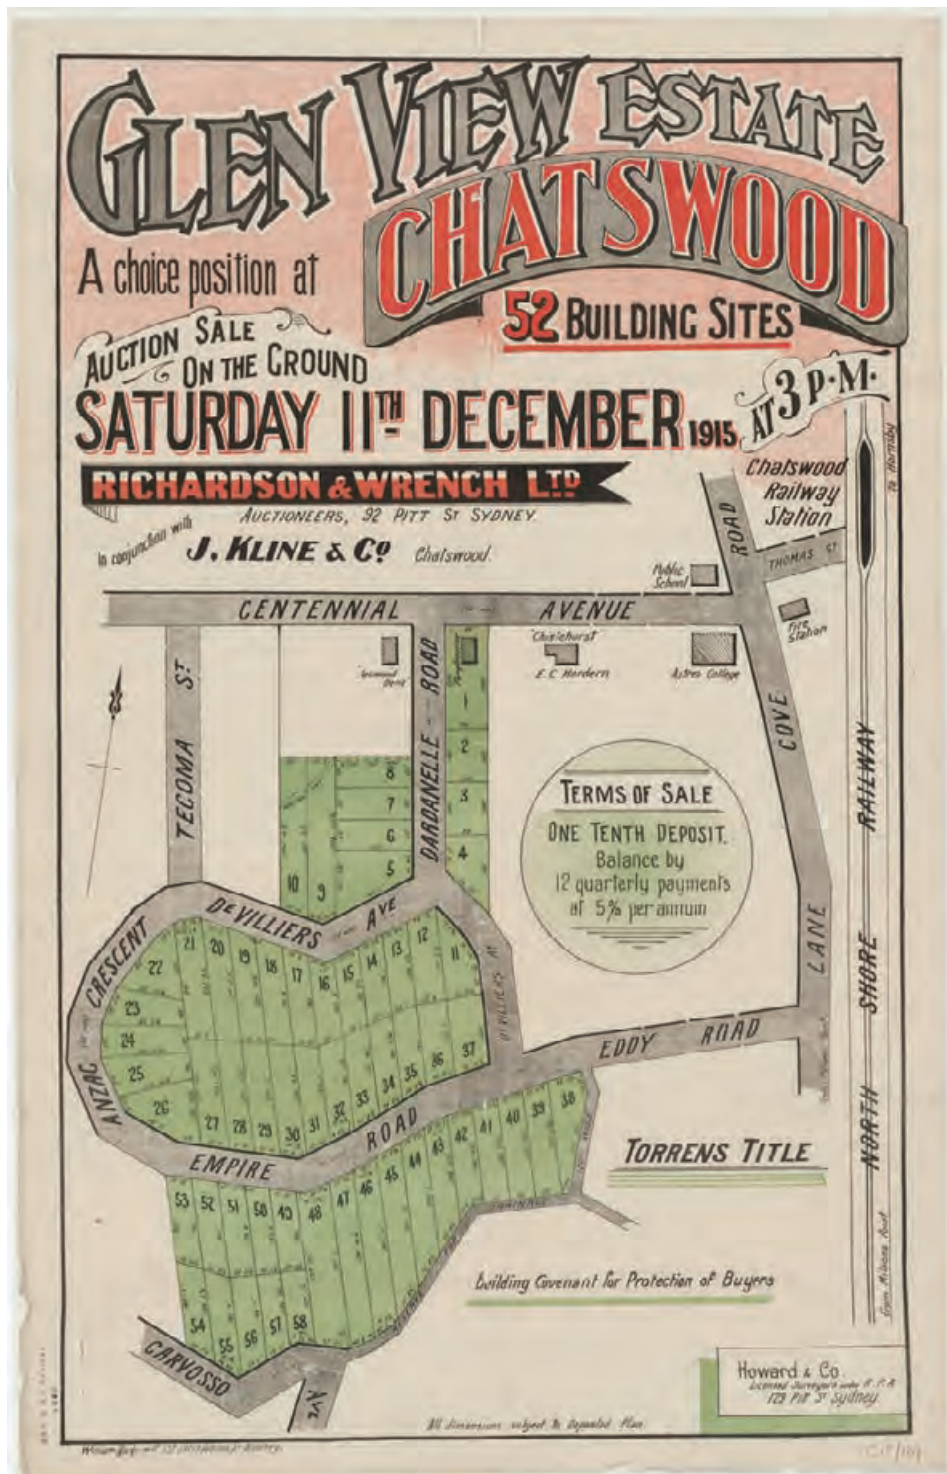 GLEN VIEW ESTATE
CHATSWOOD
A choice position at
52 BUILDING SITES
AUCTION SALE
ON THE GROUND
SATURDAY 11TH DECEMBER 1915, AT 3 P.M.
RICHARDSON & WRENCH LTD
AUCTIONEERS, 92 PITT ST SYDNEY.
In conjunction with
J. KLINE & Co Chatswood.
Chatswood
Railway
Station
To Hornsby
ROAD
THOMAS ST
Public
School
CENTENNIAL AVENUE
Fire
Station
Chislehurst
E.C. Hordern
College
TECOMA ST
DARDANELLE ROAD
COVE
LANE
NORTH SHORE RAILWAY
1
2
3
4
8
7
6
5
10
9
TERMS OF SALE
ONE TENTH DEPOSIT.
Balance by
12 quarterly payments
at 5% per annum
DeVILLIERS AVE
DeVILLIERS AV
ANZAC CRESCENT
21 20 19 18 17 16 15 14 13 12 11
22
23
24
25
26
27 28 29 30 31 32 33 34 35 36 37
EDDY ROAD
EMPIRE ROAD
53 52 51 50 49 48 47 46 45 44 43 42 41 40 39 38
DRAINAGE
54 55 56 57 58
CARVOSSO
AVE
TORRENS TITLE
Building Covenant for Protection of Buyers
from Milsons Point
Howard & Co.
Licensed Surveyors under R.P.A
129 Pitt St Sydney.
All dimensions subject to Deposited Plan.